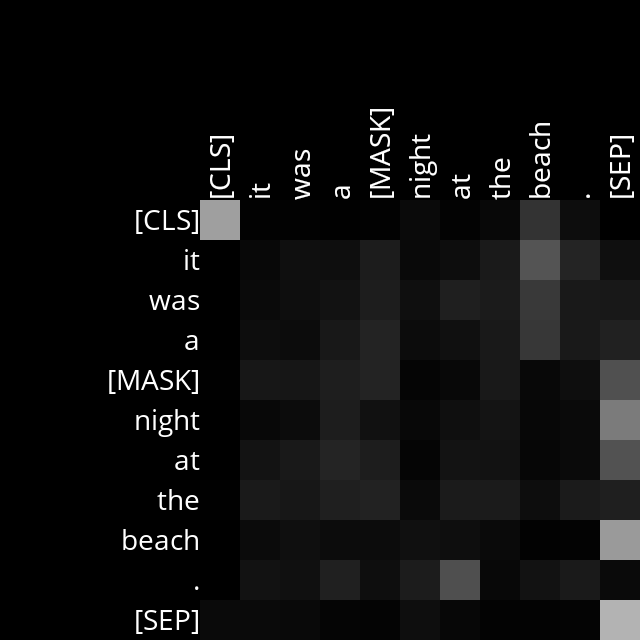 [CLS] it was a [MASK] night at the beach . [SEP]
[CLS]
it
was
a
[MASK]
night
at
the
beach
.
[SEP]